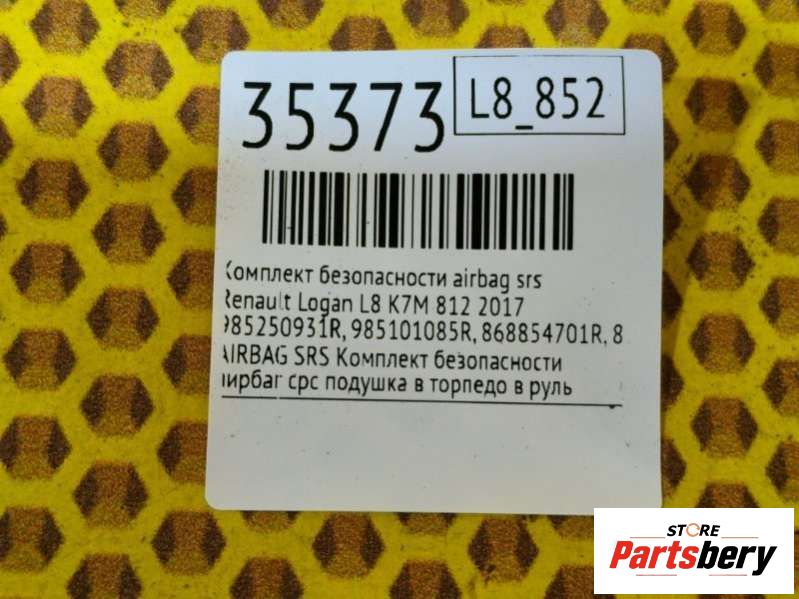 35373
L8_852
Комплект безопасности airbag srs
Renault Logan L8 K7M 812 2017
985250931R, 985101085R, 868854701R, 8
AIRBAG SRS Комплект безопасности
аирбаг срс подушка в торпедо в руль
STORE
Partsbery